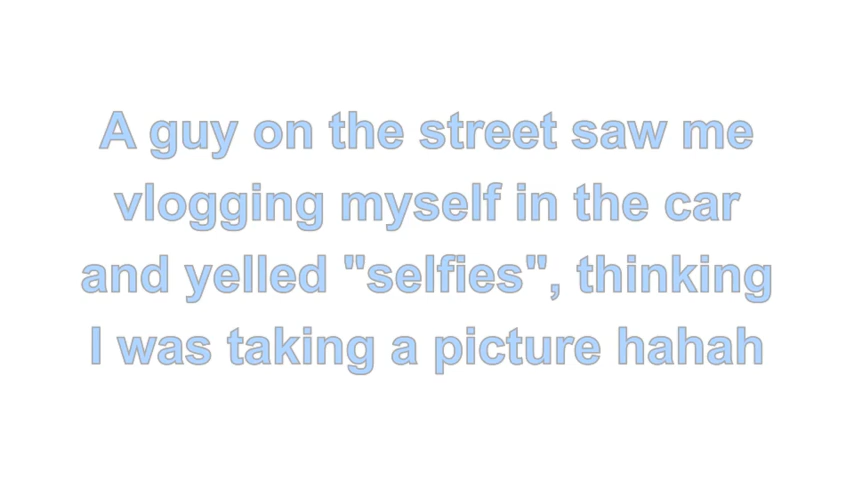 A guy on the street saw me
vlogging myself in the car
and yelled "selfies", thinking
I was taking a picture hahah